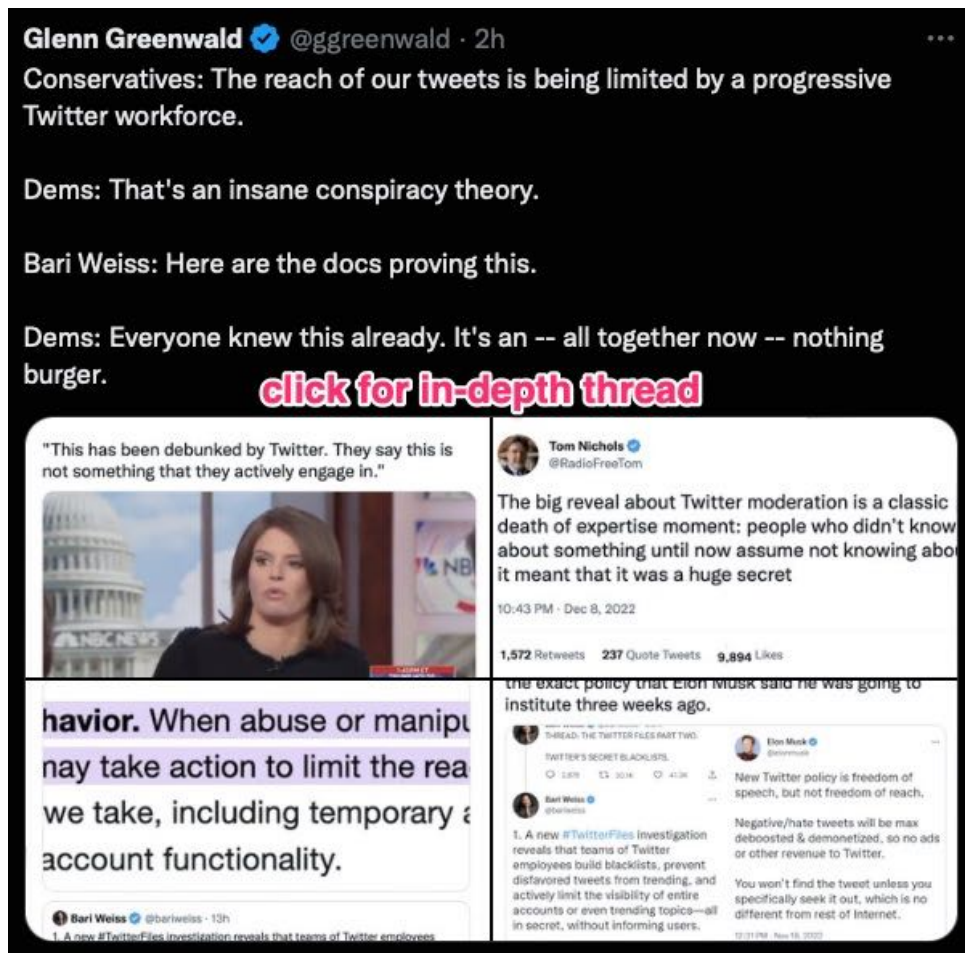 Glenn Greenwald @ggreenwald · 2h
Conservatives: The reach of our tweets is being limited by a progressive
Twitter workforce.
Dems: That's an insane conspiracy theory.
Bari Weiss: Here are the docs proving this.
Dems: Everyone knew this already. It's an -- all together now -- nothing
burger.
click for in-depth thread
"This has been debunked by Twitter. They say this is
not something that they actively engage in."
NB
NBC NEWS
Tom Nichols
@RadioFreeTom
The big reveal about Twitter moderation is a classic
death of expertise moment: people who didn't know
about something until now assume not knowing abo
it meant that it was a huge secret
10:43 PM · Dec 8, 2022
1,572 Retweets 237 Quote Tweets 9,894 Likes
havior. When abuse or manipu
may take action to limit the rea
we take, including temporary a
account functionality.
Bari Weiss @bariweiss · 13h
1. A new #TwitterFiles investigation reveals that teams of Twitter employees
the exact policy that Elon Musk said he was going to
institute three weeks ago.
THREAD: THE TWITTER FILES PART TWO.
TWITTER'S SECRET BLACKLISTS.
Bari Weiss
@bariweiss
1. A new #TwitterFiles investigation
reveals that teams of Twitter
employees build blacklists, prevent
disfavored tweets from trending, and
actively limit the visibility of entire
accounts or even trending topics—all
in secret, without informing users.
Elon Musk
@elonmusk
New Twitter policy is freedom of
speech, but not freedom of reach.
Negative/hate tweets will be max
deboosted & demonetized, so no ads
or other revenue to Twitter.
You won't find the tweet unless you
specifically seek it out, which is no
different from rest of Internet.
12:31 PM · Nov 18, 2022